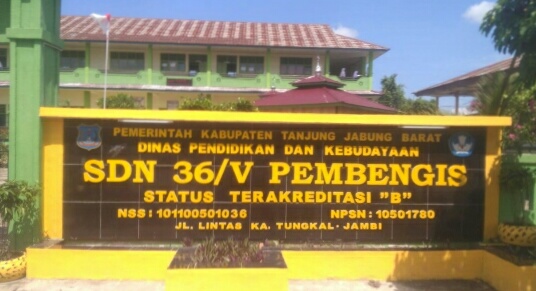 PEMERINTAH KABUPATEN TANJUNG JABUNG BARAT
DINAS PENDIDIKAN DAN KEBUDAYAAN
SDN 36/V PEMBENGIS
STATUS TERAKREDITASI "B"
NSS : 101100501036 NPSN : 10501780
JL. LINTAS KA. TUNGKAL - JAMBI